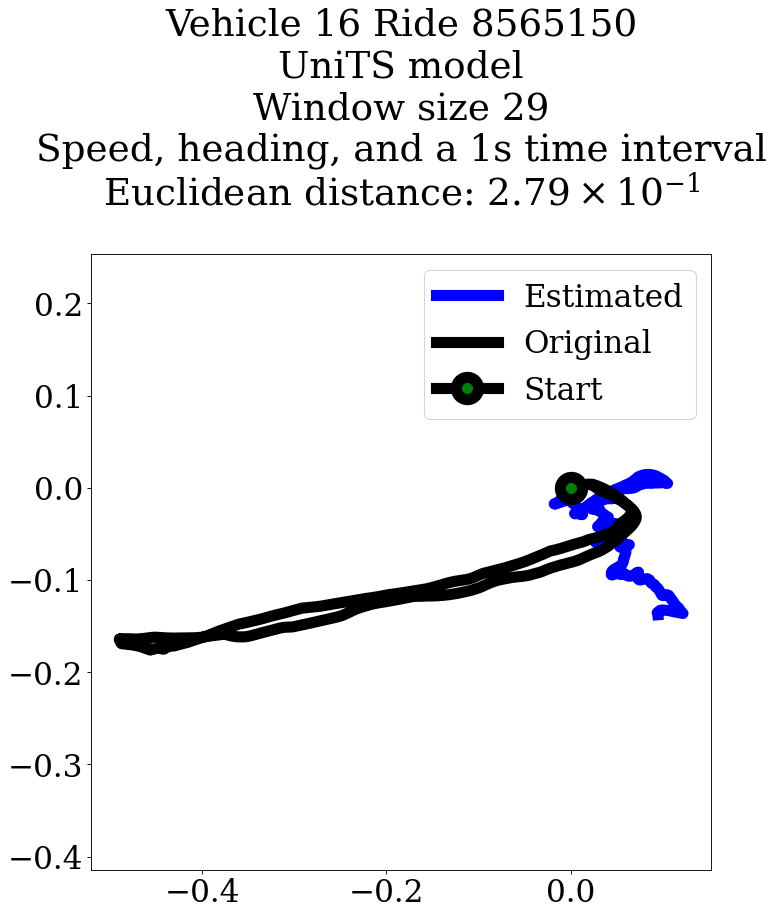 Vehicle 16 Ride 8565150
UniTS model
Window size 29
Speed, heading, and a 1s time interval
Euclidean distance: 2.79 × 10⁻¹
Estimated
Original
Start
0.2
0.1
0.0
−0.1
−0.2
−0.3
−0.4
−0.4 −0.2 0.0